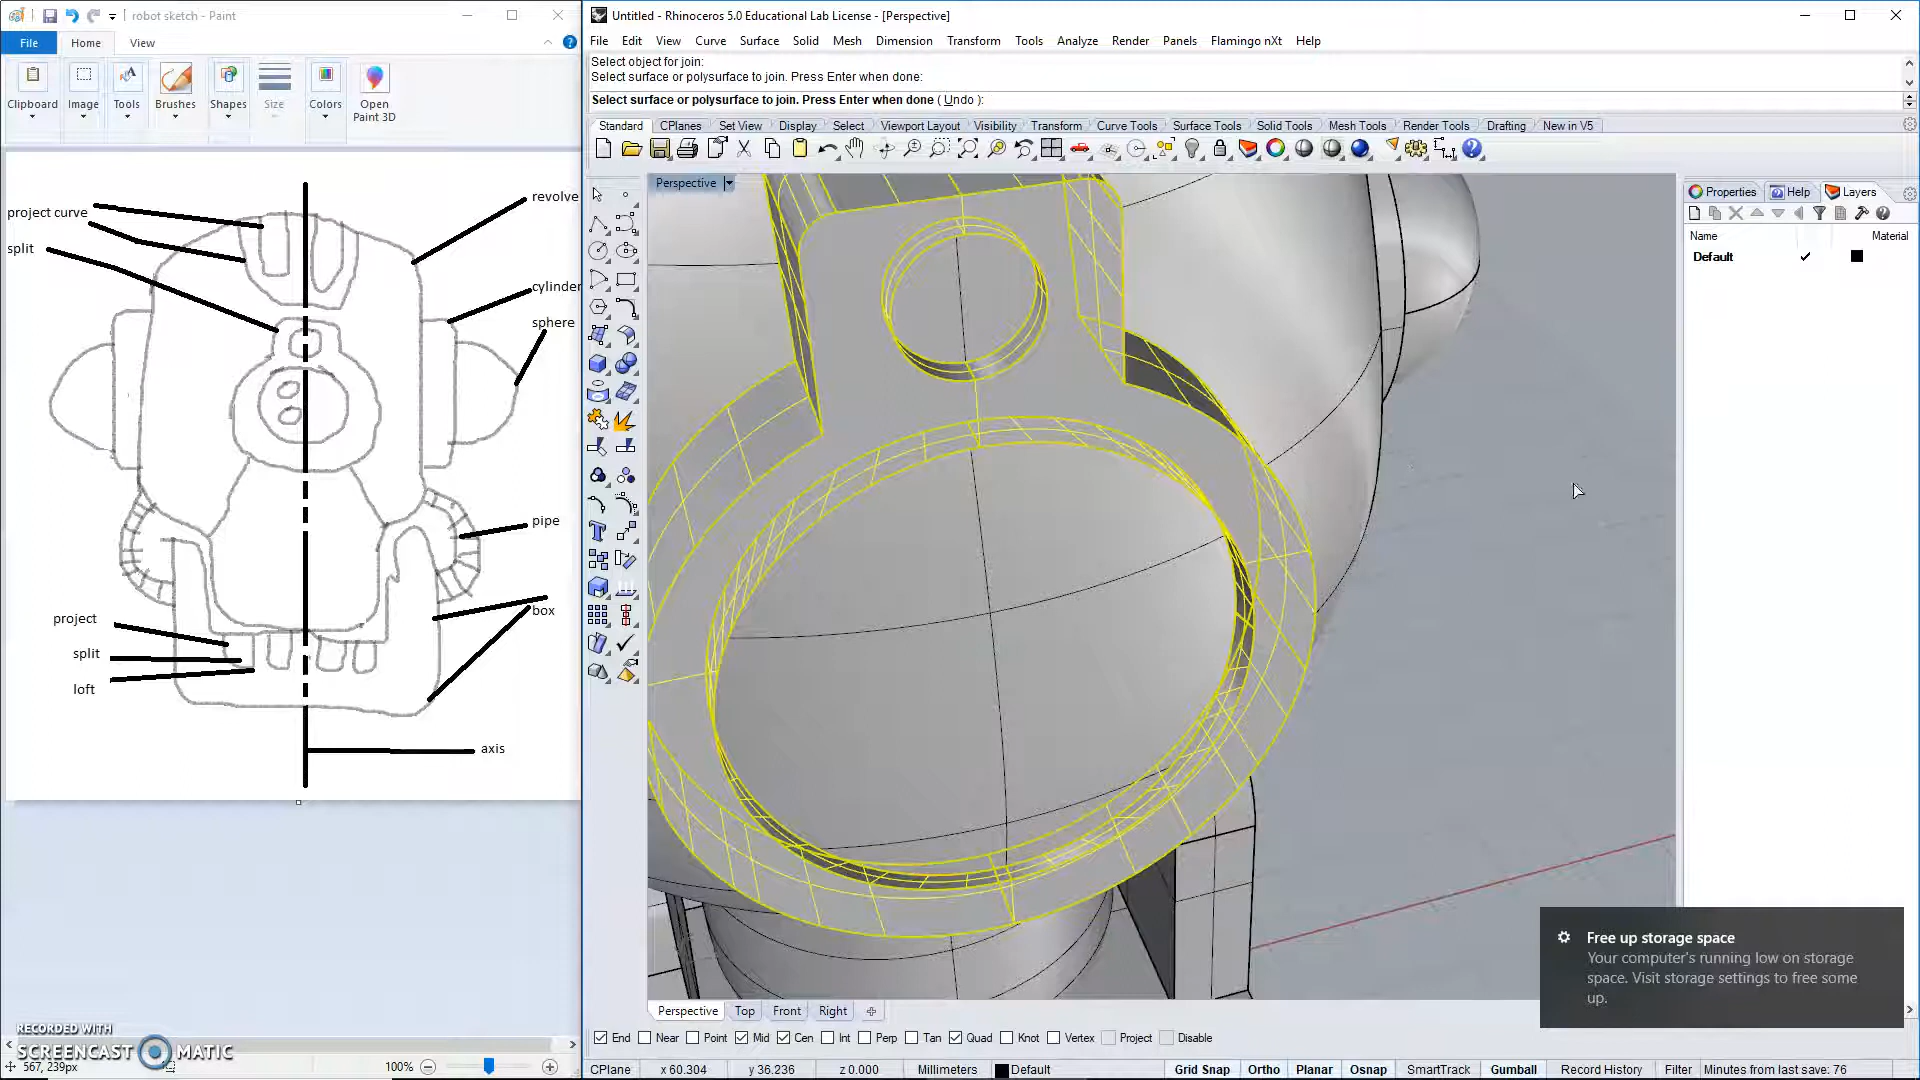 robot sketch - Paint
File
Home
View
Clipboard
Image
Tools
Brushes
Shapes
Size
Colors
Open
Paint 3D
project curve
split
revolve
cylinder
sphere
pipe
box
project
split
loft
axis
RECORDED WITH
SCREENCAST MATIC
567, 239px
100%
Untitled - Rhinoceros 5.0 Educational Lab License - [Perspective]
File Edit View Curve Surface Solid Mesh Dimension Transform Tools Analyze Render Panels Flamingo nXt Help
Select object for join:
Select surface or polysurface to join. Press Enter when done:
Select surface or polysurface to join. Press Enter when done ( Undo ):
Standard CPlanes Set View Display Select Viewport Layout Visibility Transform Curve Tools Surface Tools Solid Tools Mesh Tools Render Tools Drafting New in V5
Perspective
Properties Help Layers
Name Material
Default
Free up storage space
Your computer's running low on storage
space. Visit storage settings to free some
up.
Perspective Top Front Right
End Near Point Mid Cen Int Perp Tan Quad Knot Vertex Project Disable
CPlane x 60.304 y 36.236 z 0.000 Millimeters Default Grid Snap Ortho Planar Osnap SmartTrack Gumball Record History Filter Minutes from last save: 76